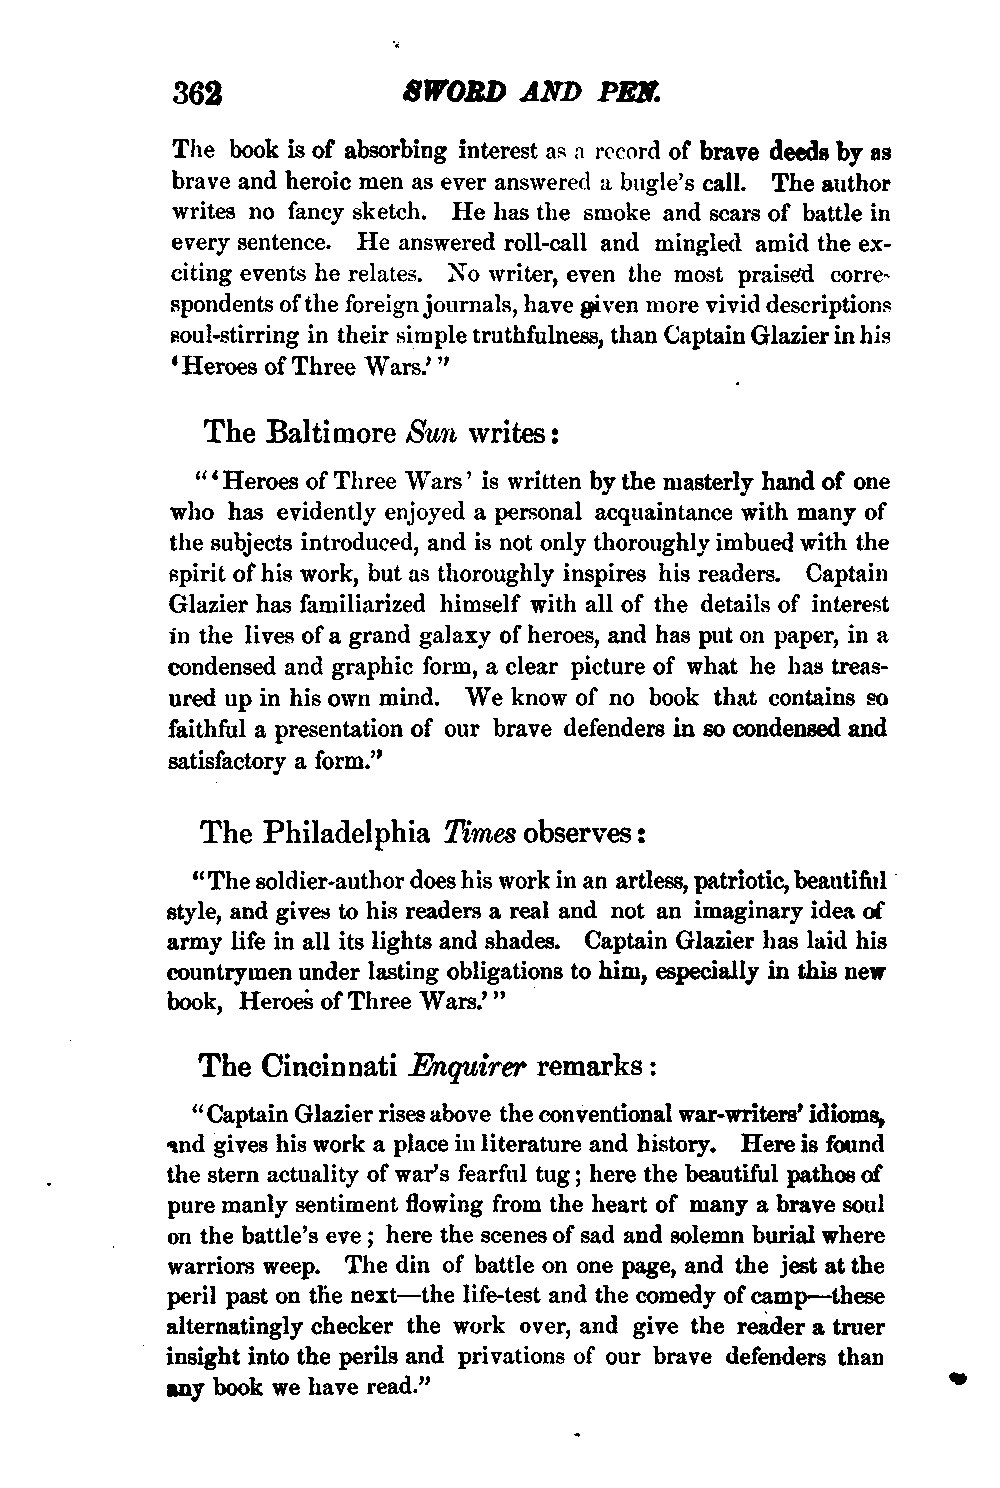 362 SWORD AND PEN.
The book is of absorbing interest as a record of brave deeds by as
brave and heroic men as ever answered a bugle's call. The author
writes no fancy sketch. He has the smoke and scars of battle in
every sentence. He answered roll-call and mingled amid the ex-
citing events he relates. No writer, even the most praised corre-
spondents of the foreign journals, have given more vivid descriptions
soul-stirring in their simple truthfulness, than Captain Glazier in his
'Heroes of Three Wars.'"
The Baltimore Sun writes:
"'Heroes of Three Wars' is written by the masterly hand of one
who has evidently enjoyed a personal acquaintance with many of
the subjects introduced, and is not only thoroughly imbued with the
spirit of his work, but as thoroughly inspires his readers. Captain
Glazier has familiarized himself with all of the details of interest
in the lives of a grand galaxy of heroes, and has put on paper, in a
condensed and graphic form, a clear picture of what he has treas-
ured up in his own mind. We know of no book that contains so
faithful a presentation of our brave defenders in so condensed and
satisfactory a form."
The Philadelphia Times observes:
"The soldier-author does his work in an artless, patriotic, beautiful
style, and gives to his readers a real and not an imaginary idea of
army life in all its lights and shades. Captain Glazier has laid his
countrymen under lasting obligations to him, especially in this new
book, Heroes of Three Wars.'"
The Cincinnati Enquirer remarks:
"Captain Glazier rises above the conventional war-writers' idioms,
and gives his work a place in literature and history. Here is found
the stern actuality of war's fearful tug; here the beautiful pathos of
pure manly sentiment flowing from the heart of many a brave soul
on the battle's eve; here the scenes of sad and solemn burial where
warriors weep. The din of battle on one page, and the jest at the
peril past on the next—the life-test and the comedy of camp—these
alternatingly checker the work over, and give the reader a truer
insight into the perils and privations of our brave defenders than
any book we have read."